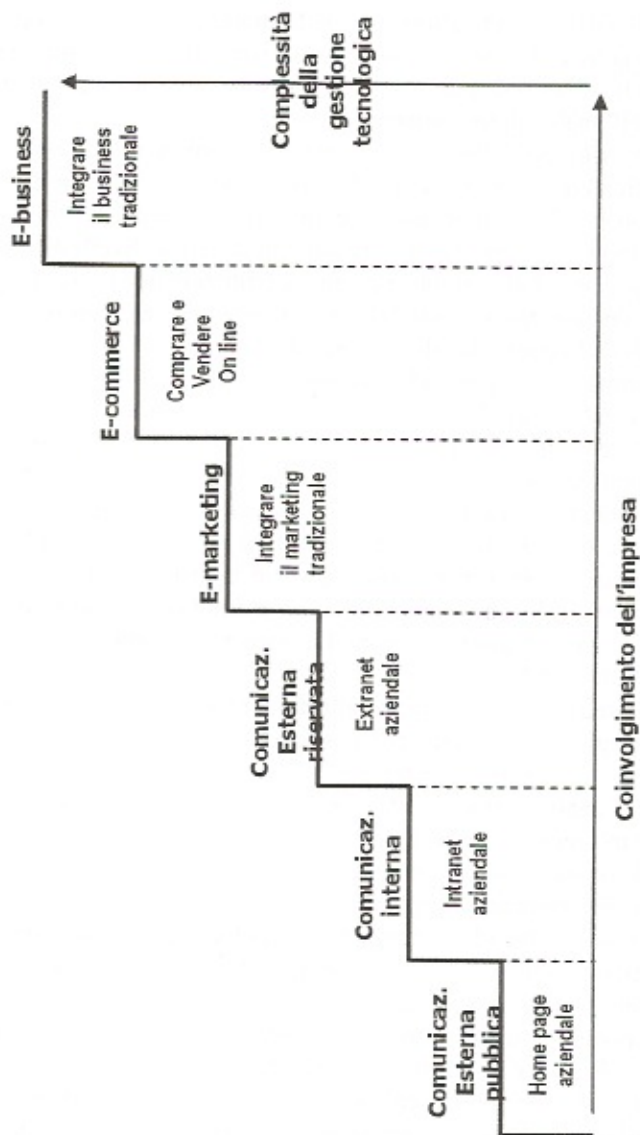 Comunicaz.
Esterna
pubblica
Home page
aziendale
Comunicaz.
interna
Intranet
aziendale
Comunicaz.
Esterna
riservata
Extranet
aziendale
E-marketing
Integrare
il marketing
tradizionale
E-commerce
Comprare e
Vendere
On line
E-business
Integrare
il business
tradizionale
Complessità
della
gestione
tecnologica
Coinvolgimento dell'impresa